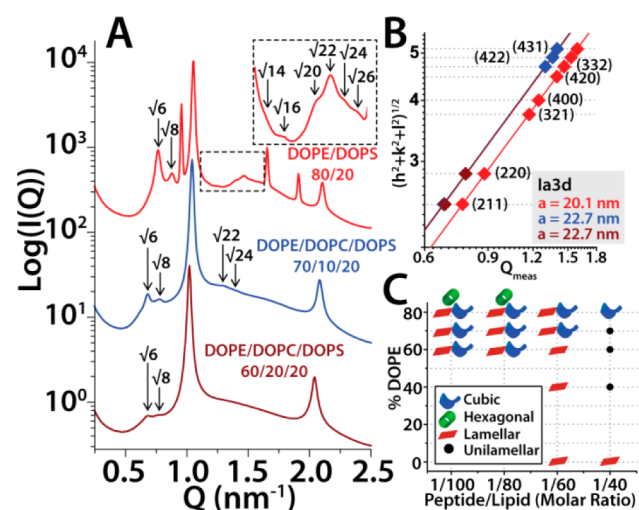 A
Log(I(Q))
10⁴
10³
10²
10¹
10⁰
0.5
1.0
1.5
2.0
2.5
Q (nm⁻¹)
√6
√8
√14
√16
√20
√22
√24
√26
DOPE/DOPS
80/20
√6
√8
√22
√24
DOPE/DOPC/DOPS
70/10/20
√6
√8
DOPE/DOPC/DOPS
60/20/20
B
(h²+k²+l²)^1/2
5
4
3
0.6
0.9
1.2
1.5
1.8
Q_meas
(431)
(422)
(332)
(420)
(400)
(321)
(220)
(211)
Ia3d
a = 20.1 nm
a = 22.7 nm
a = 22.7 nm
C
% DOPE
80
60
40
20
0
Cubic
Hexagonal
Lamellar
Unilamellar
1/100
1/80
1/60
1/40
Peptide/Lipid (Molar Ratio)